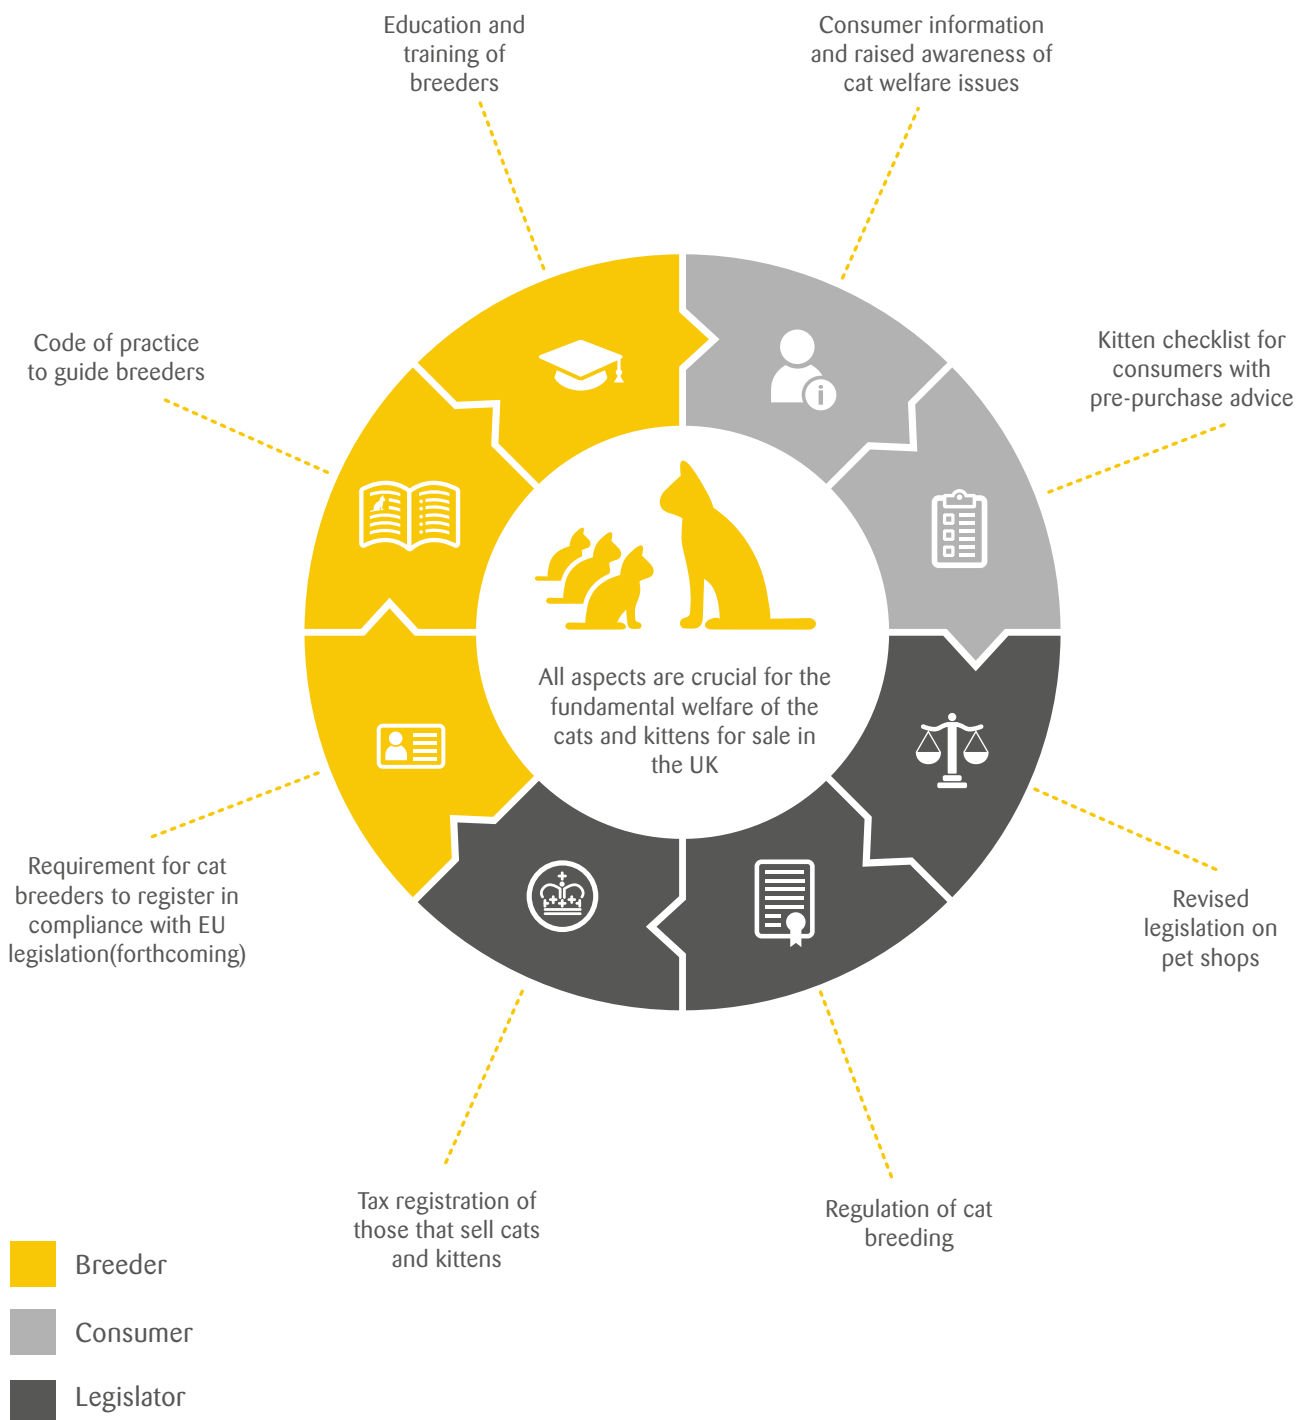 Education and
training of
breeders
Consumer information
and raised awareness of
cat welfare issues
Code of practice
to guide breeders
Kitten checklist for
consumers with
pre-purchase advice
All aspects are crucial for the
fundamental welfare of the
cats and kittens for sale in
the UK
Requirement for cat
breeders to register in
compliance with EU
legislation(forthcoming)
Revised
legislation on
pet shops
Tax registration of
those that sell cats
and kittens
Regulation of cat
breeding
Breeder
Consumer
Legislator